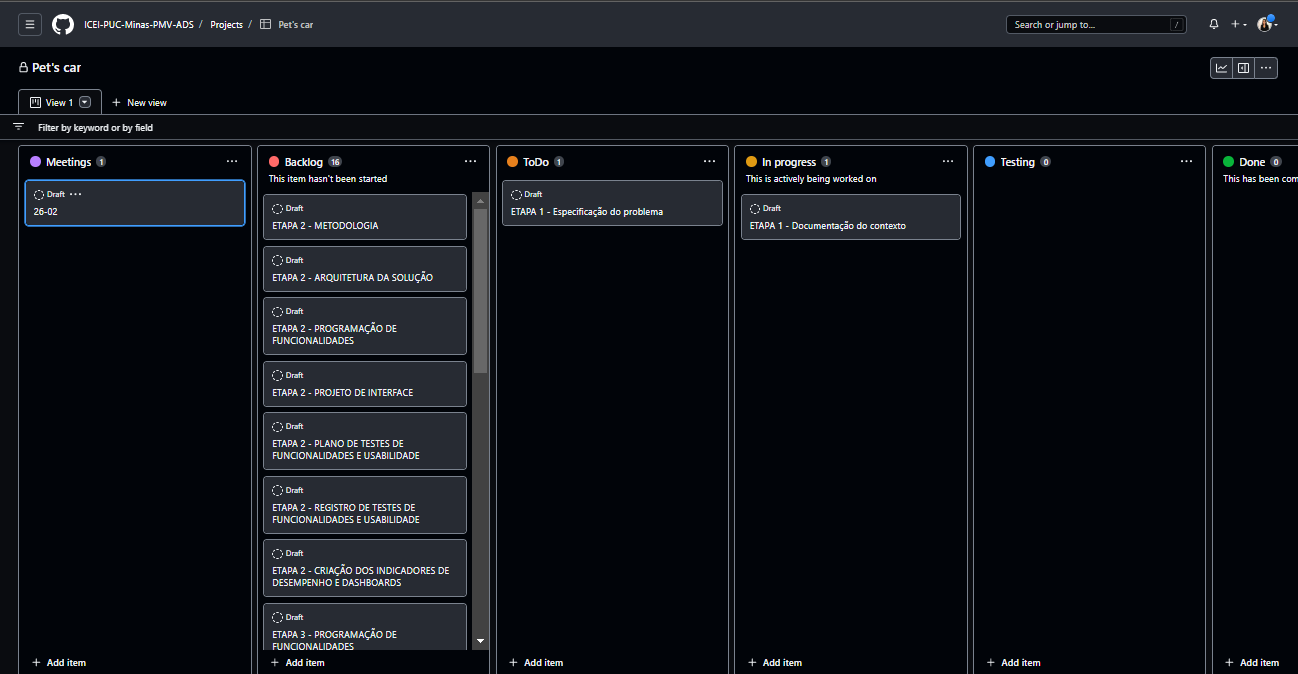 ICEI-PUC-Minas-PMV-ADS / Projects / Pet's car
Search or jump to... /
Pet's car
View 1
New view
Filter by keyword or by field
Meetings 1
Draft
26-02
Add item
Backlog 16
This item hasn't been started
Draft
ETAPA 2 - METODOLOGIA
Draft
ETAPA 2 - ARQUITETURA DA SOLUÇÃO
Draft
ETAPA 2 - PROGRAMAÇÃO DE
FUNCIONALIDADES
Draft
ETAPA 2 - PROJETO DE INTERFACE
Draft
ETAPA 2 - PLANO DE TESTES DE
FUNCIONALIDADES E USABILIDADE
Draft
ETAPA 2 - REGISTRO DE TESTES DE
FUNCIONALIDADES E USABILIDADE
Draft
ETAPA 2 - CRIAÇÃO DOS INDICADORES DE
DESEMPENHO E DASHBOARDS
Draft
ETAPA 3 - PROGRAMAÇÃO DE
FUNCIONALIDADES
Add item
ToDo 1
Draft
ETAPA 1 - Especificação do problema
Add item
In progress 1
This is actively being worked on
Draft
ETAPA 1 - Documentação do contexto
Add item
Testing 0
Add item
Done 0
This has been com
Add item